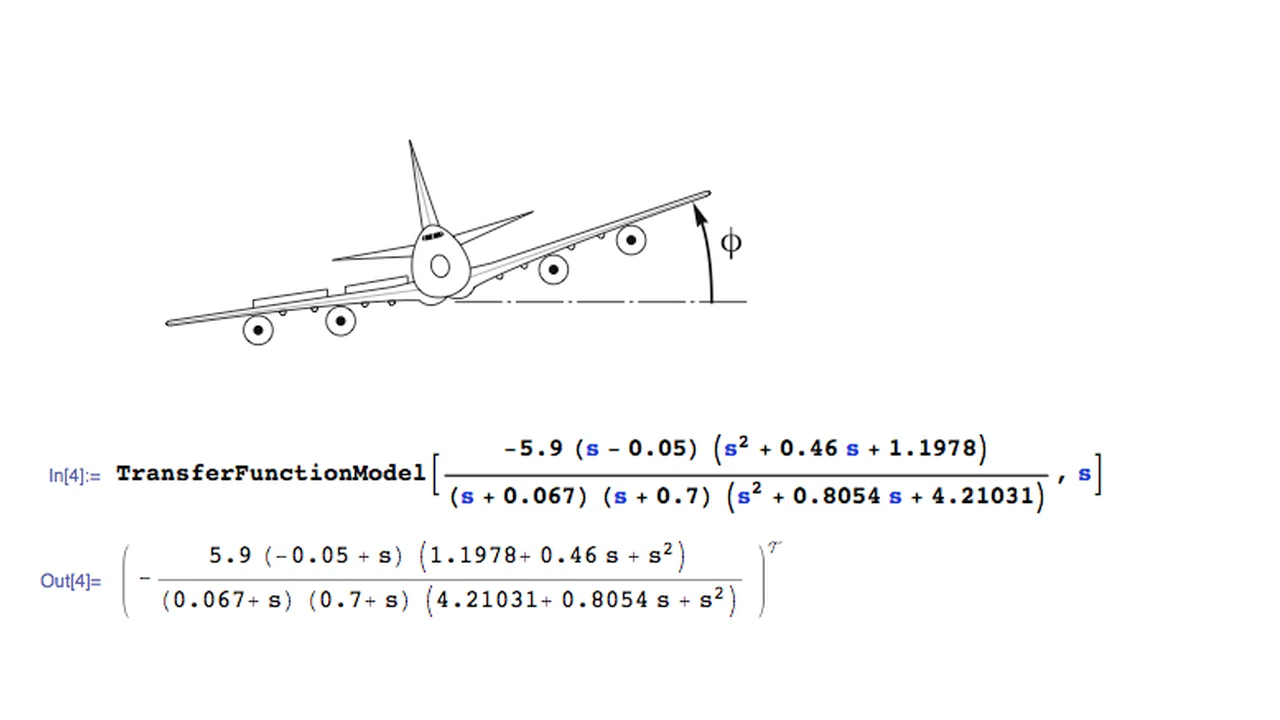 ϕ
In[4]:= TransferFunctionModel[
-5.9 (s - 0.05) (s² + 0.46 s + 1.1978)
(s + 0.067) (s + 0.7) (s² + 0.8054 s + 4.21031)
, s]
Out[4]= ( -
5.9 (-0.05 + s) (1.1978+ 0.46 s + s²)
(0.067+ s) (0.7+ s) (4.21031+ 0.8054 s + s²)
)𝒯